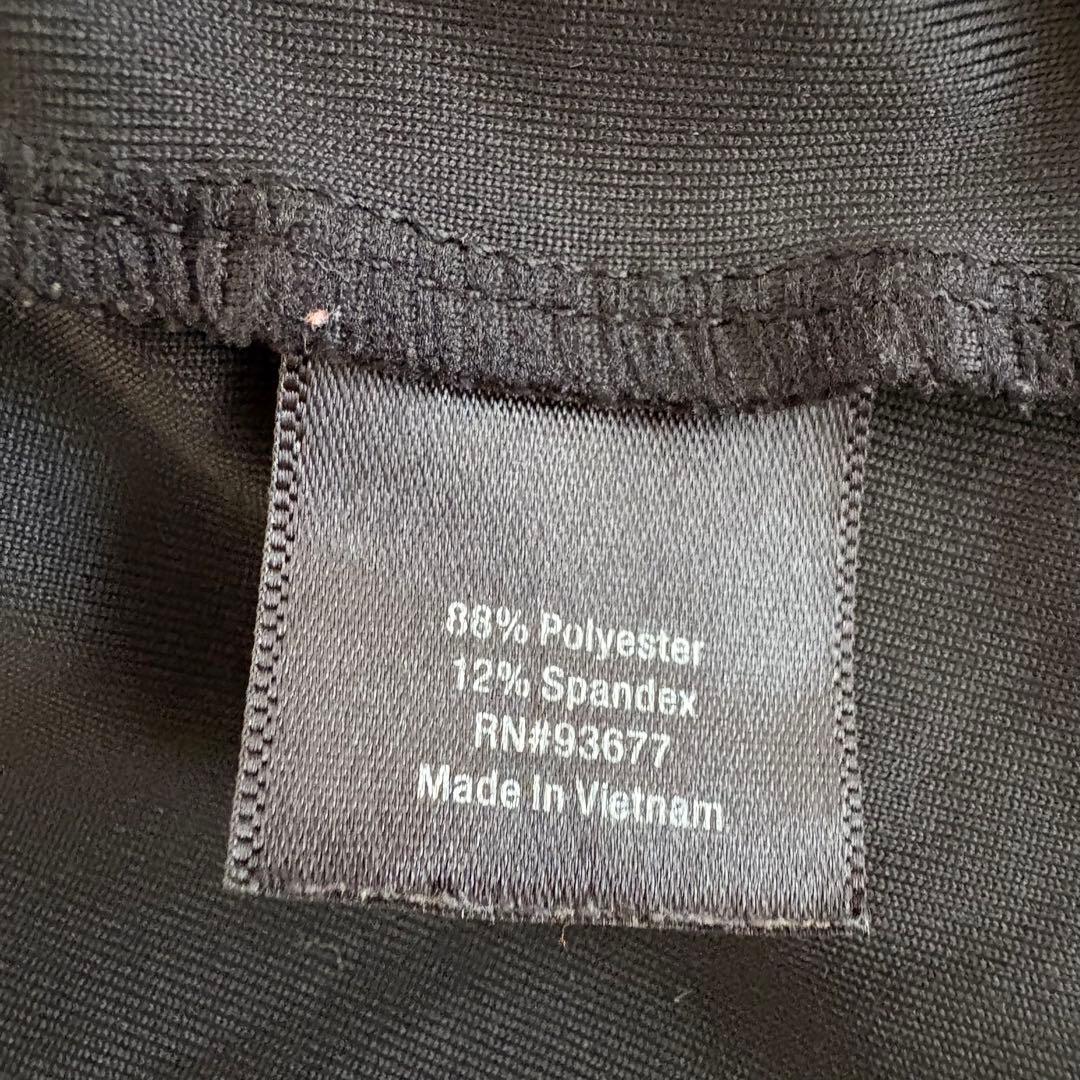 88% Polyester
12% Spandex
RN#93677
Made In Vietnam